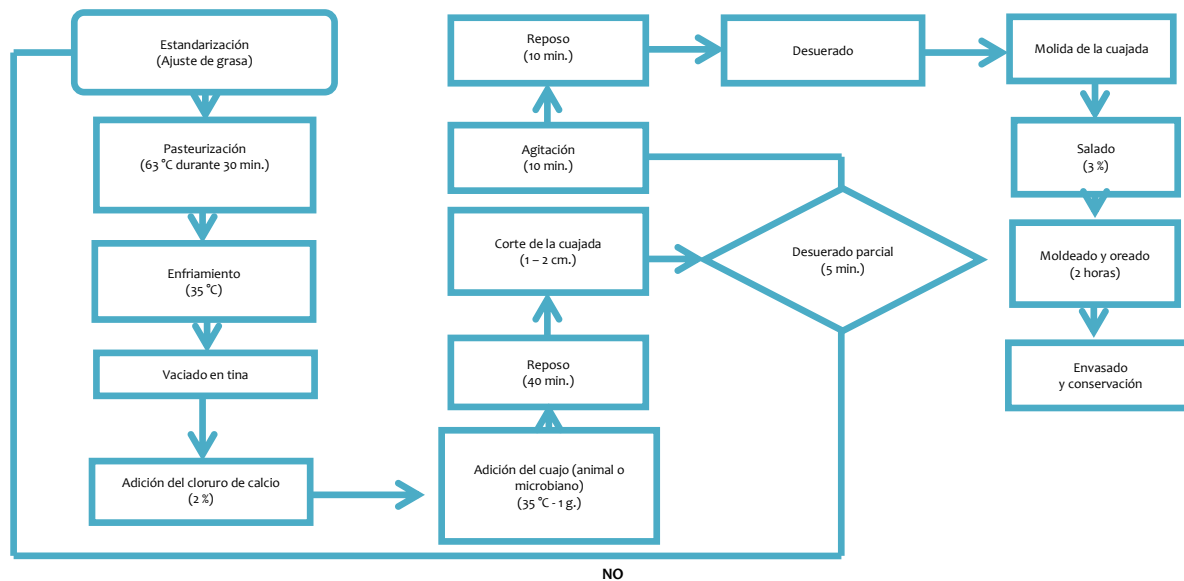 Estandarización
(Ajuste de grasa)
Pasteurización
(63 °C durante 30 min.)
Enfriamiento
(35 °C)
Vaciado en tina
Adición del cloruro de calcio
(2 %)
Adición del cuajo (animal o
microbiano)
(35 °C - 1 g.)
Reposo
(40 min.)
Corte de la cuajada
(1 – 2 cm.)
Desuerado parcial
(5 min.)
Agitación
(10 min.)
Reposo
(10 min.)
Desuerado
Molida de la cuajada
Salado
(3 %)
Moldeado y oreado
(2 horas)
Envasado
y conservación
NO